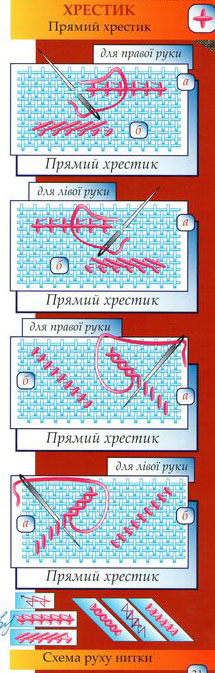 ХРЕСТИК
Прямий хрестик
для правої руки
а
б
Прямий хрестик
для лівої руки
а
б
Прямий хрестик
для правої руки
а
б
Прямий хрестик
для лівої руки
а
б
Прямий хрестик
Схема руху нитки